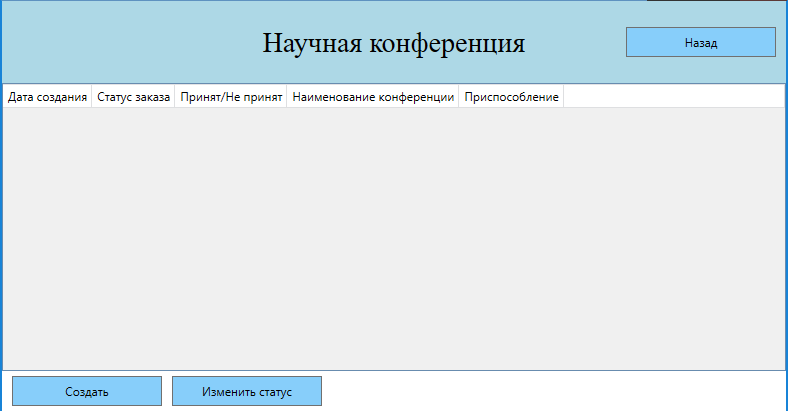 Научная конференция
Назад
Дата создания Статус заказа Принят/Не принят Наименование конференции Приспособление
Создать Изменить статус